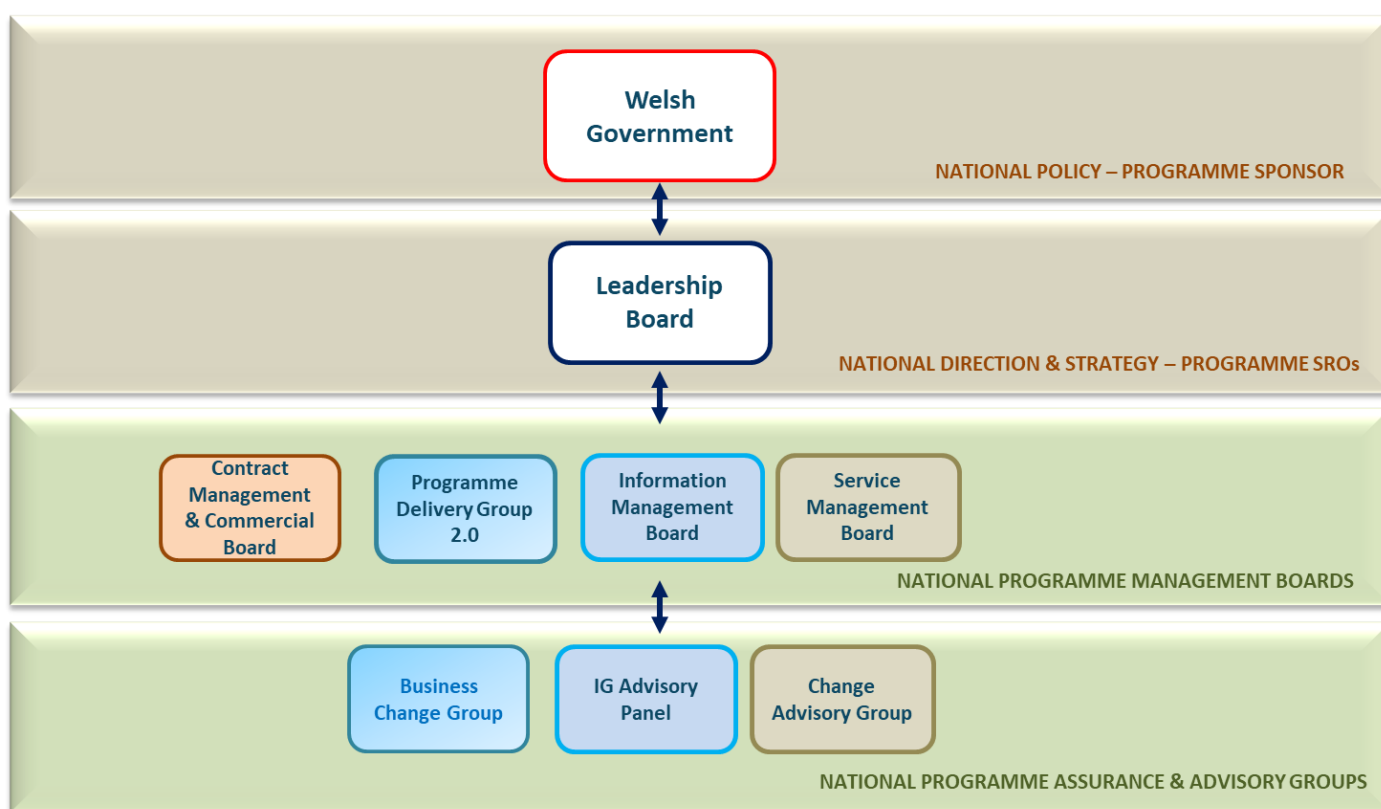 Welsh
Government
NATIONAL POLICY – PROGRAMME SPONSOR
Leadership
Board
NATIONAL DIRECTION & STRATEGY – PROGRAMME SROs
Contract
Management
& Commercial
Board
Programme
Delivery Group
2.0
Information
Management
Board
Service
Management
Board
NATIONAL PROGRAMME MANAGEMENT BOARDS
Business
Change Group
IG Advisory
Panel
Change
Advisory Group
NATIONAL PROGRAMME ASSURANCE & ADVISORY GROUPS